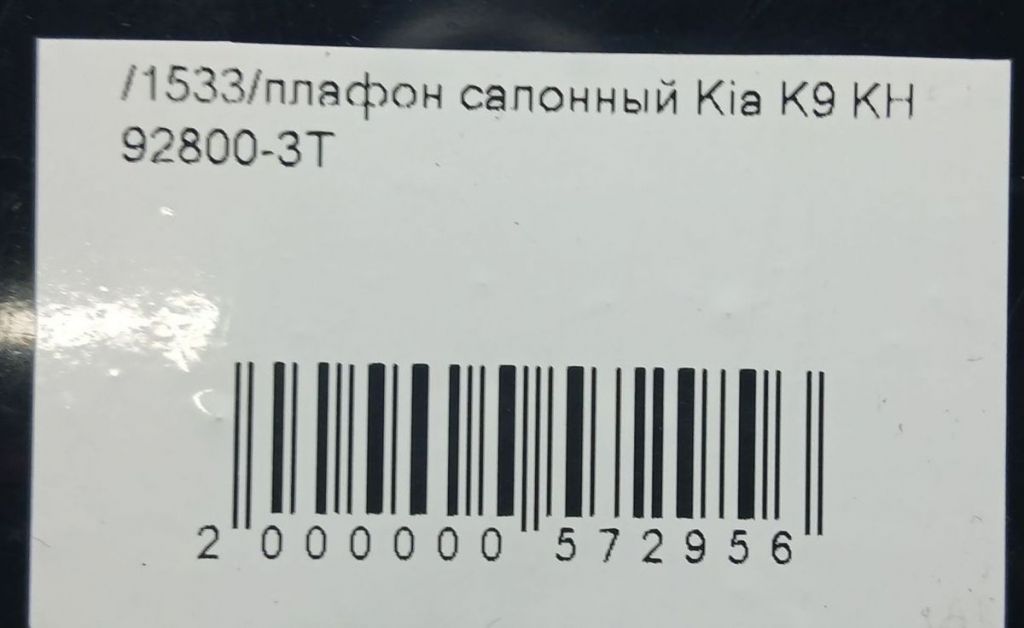 /1533/плафон салонный Kia K9 KH
92800-3T
2 000000 572956